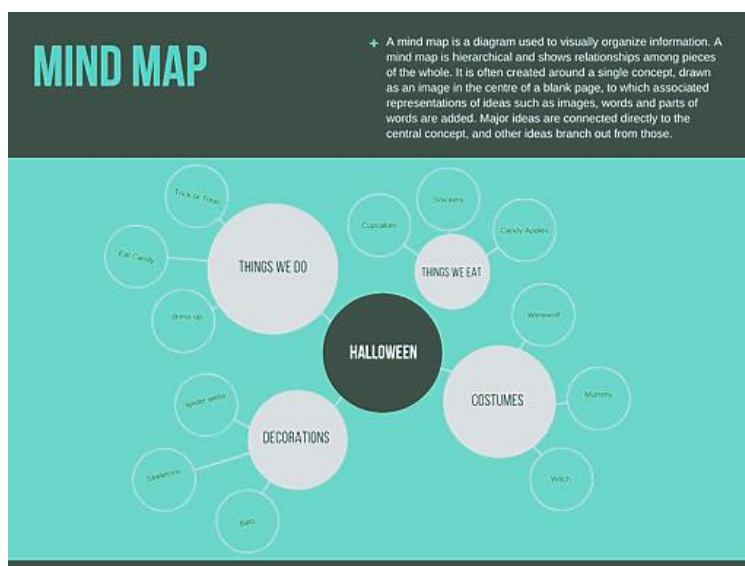 MIND MAP
+ A mind map is a diagram used to visually organize information. A
mind map is hierarchical and shows relationships among pieces
of the whole. It is often created around a single concept, drawn
as an image in the centre of a blank page, to which associated
representations of ideas such as images, words and parts of
words are added. Major ideas are connected directly to the
central concept, and other ideas branch out from those.
Trick or Treat
Eat Candy
dress up
THINGS WE DO
Cupcakes
Snickers
Candy Apples
THINGS WE EAT
HALLOWEEN
Werewolf
Mummy
Witch
COSTUMES
spider webs
Skeletons
Bats
DECORATIONS